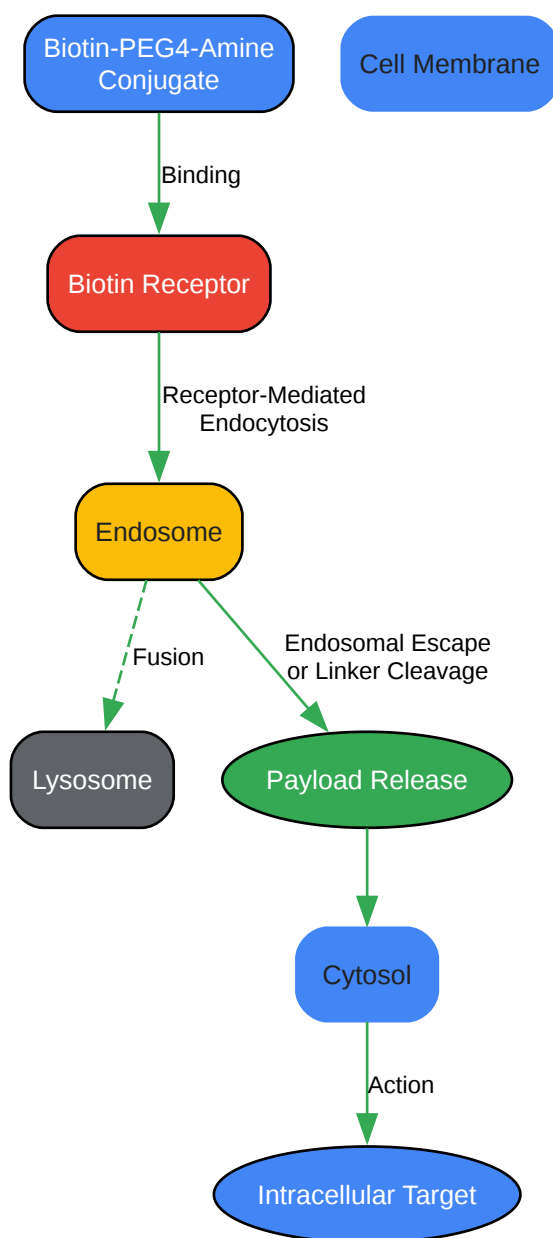 Biotin-PEG4-Amine
Conjugate
Cell Membrane
Binding
Biotin Receptor
Receptor-Mediated
Endocytosis
Endosome
Fusion
Endosomal Escape
or Linker Cleavage
Lysosome
Payload Release
Cytosol
Action
Intracellular Target